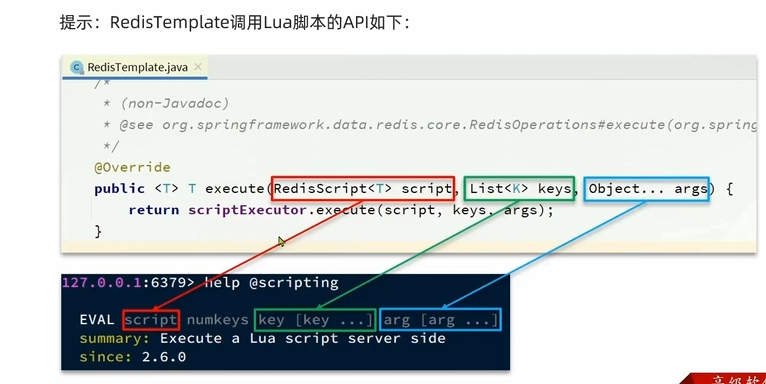 提示：RedisTemplate调用Lua脚本的API如下：
RedisTemplate.java
/*
* (non-Javadoc)
* @see org.springframework.data.redis.core.RedisOperations#execute(org.spring
*/
@Override
public <T> T execute(RedisScript<T> script, List<K> keys, Object... args) {
return scriptExecutor.execute(script, keys, args);
}
127.0.0.1:6379> help @scripting
EVAL script numkeys key [key ...] arg [arg ...]
summary: Execute a Lua script server side
since: 2.6.0
高级软